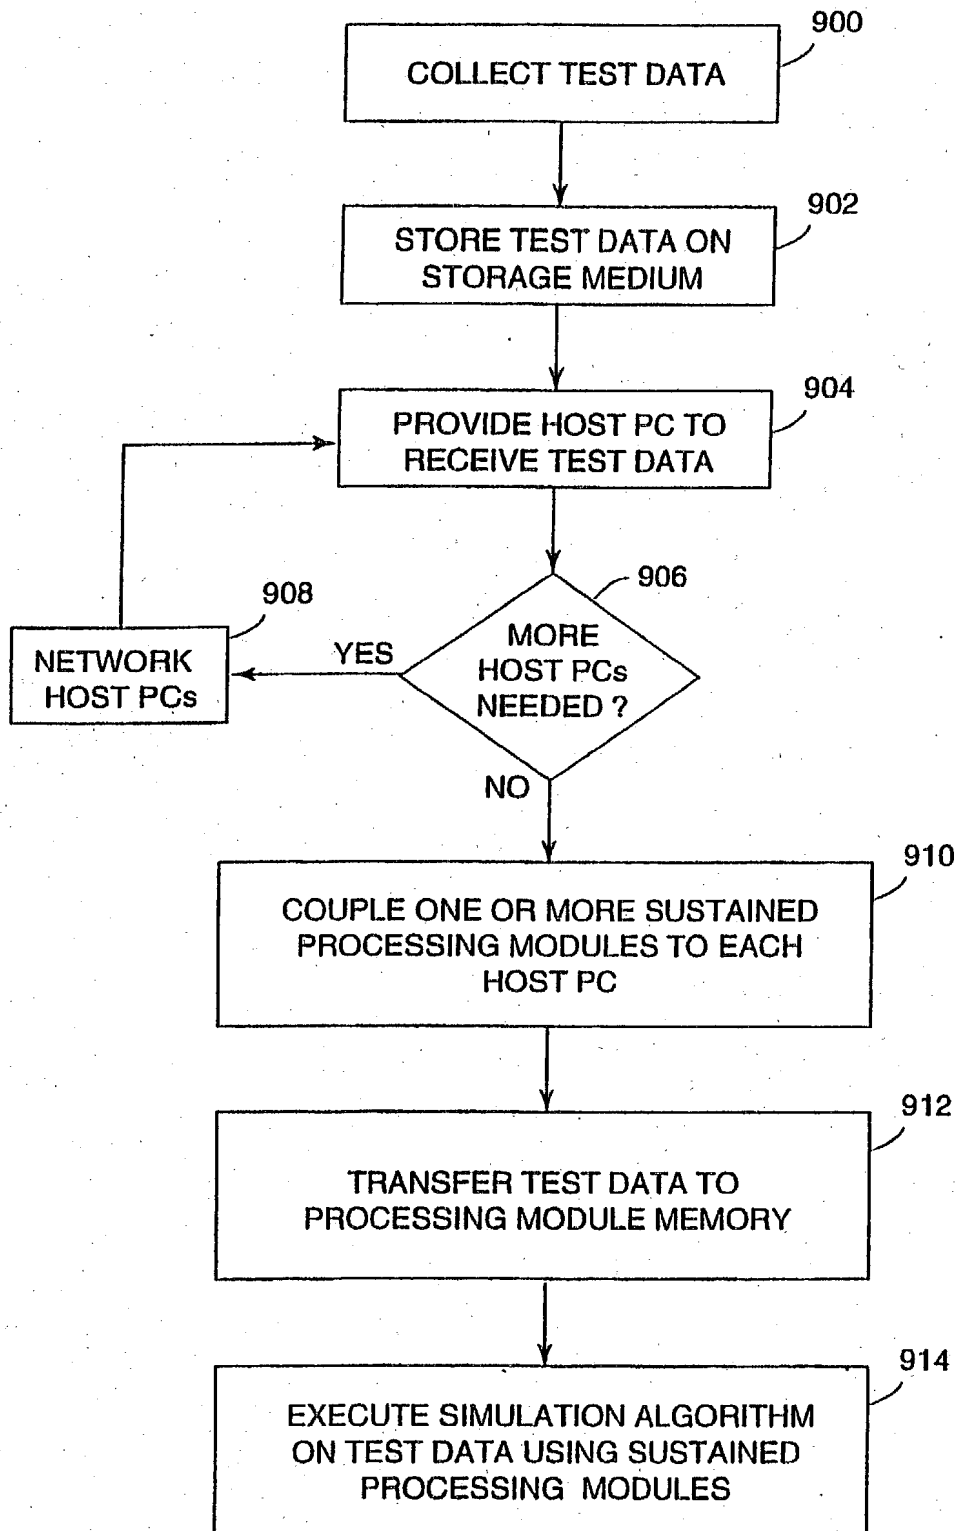 900
COLLECT TEST DATA
902
STORE TEST DATA ON
STORAGE MEDIUM
904
PROVIDE HOST PC TO
RECEIVE TEST DATA
906
908
MORE
HOST PCs
NEEDED ?
YES
NETWORK
HOST PCs
NO
910
COUPLE ONE OR MORE SUSTAINED
PROCESSING MODULES TO EACH
HOST PC
912
TRANSFER TEST DATA TO
PROCESSING MODULE MEMORY
914
EXECUTE SIMULATION ALGORITHM
ON TEST DATA USING SUSTAINED
PROCESSING MODULES